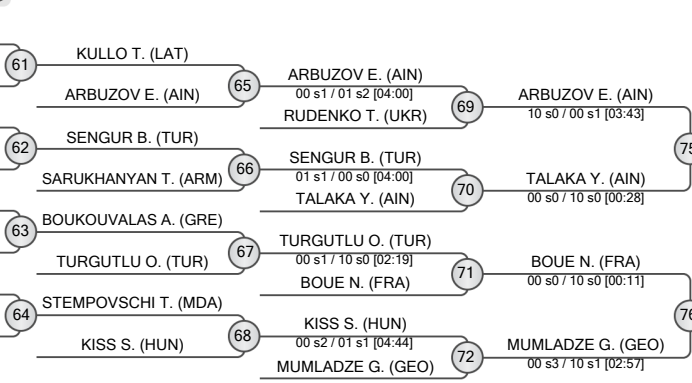 KULLO T. (LAT)
61
ARBUZOV E. (AIN)
65
ARBUZOV E. (AIN)
00 s1 / 01 s2 [04:00]
RUDENKO T. (UKR)
69
ARBUZOV E. (AIN)
10 s0 / 00 s1 [03:43]
SENGUR B. (TUR)
62
SARUKHANYAN T. (ARM)
66
SENGUR B. (TUR)
01 s1 / 00 s0 [04:00]
TALAKA Y. (AIN)
70
TALAKA Y. (AIN)
00 s0 / 10 s0 [00:28]
75
BOUKOUVALAS A. (GRE)
63
TURGUTLU O. (TUR)
67
TURGUTLU O. (TUR)
00 s1 / 10 s0 [02:19]
BOUE N. (FRA)
71
BOUE N. (FRA)
00 s0 / 10 s0 [00:11]
STEMPOVSCHI T. (MDA)
64
KISS S. (HUN)
68
KISS S. (HUN)
00 s2 / 01 s1 [04:44]
MUMLADZE G. (GEO)
72
MUMLADZE G. (GEO)
00 s3 / 10 s1 [02:57]
76